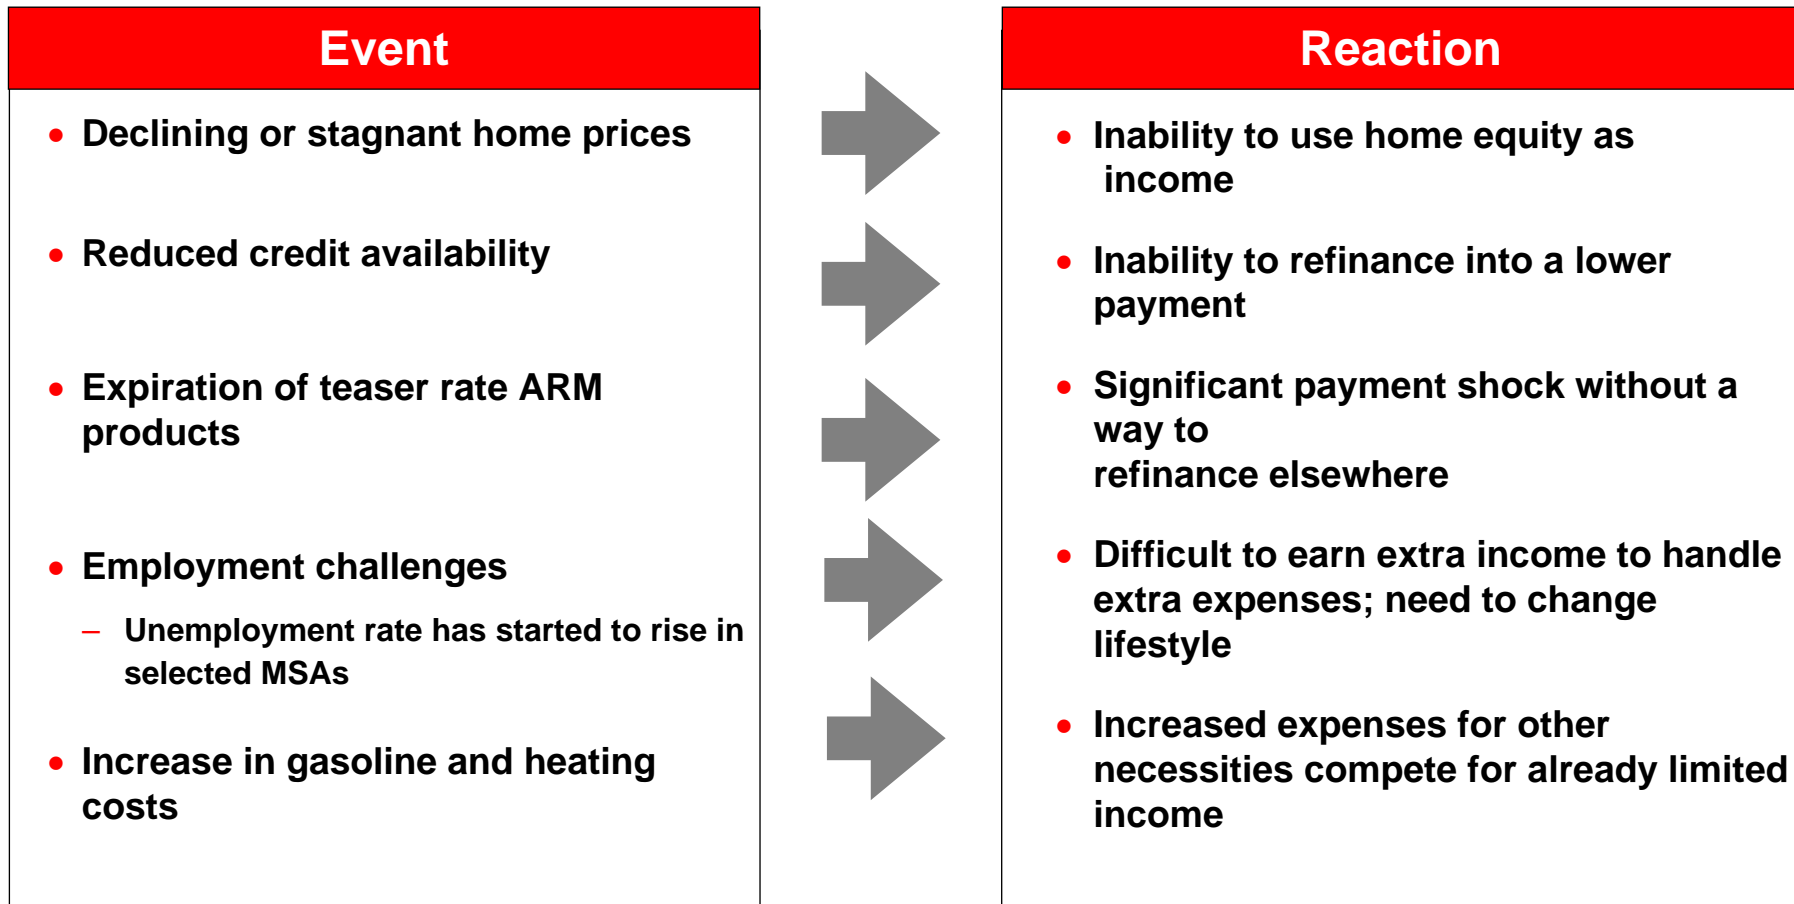 Event
• Declining or stagnant home prices
• Reduced credit availability
• Expiration of teaser rate ARM
products
• Employment challenges
– Unemployment rate has started to rise in
selected MSAs
• Increase in gasoline and heating
costs
Reaction
• Inability to use home equity as
income
• Inability to refinance into a lower
payment
• Significant payment shock without a
way to
refinance elsewhere
• Difficult to earn extra income to handle
extra expenses; need to change
lifestyle
• Increased expenses for other
necessities compete for already limited
income